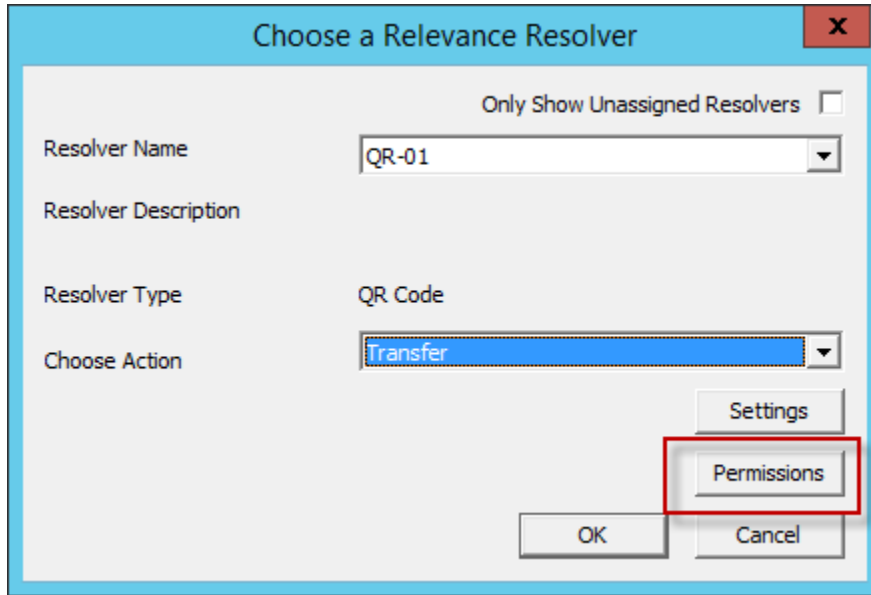 Choose a Relevance Resolver
x
Only Show Unassigned Resolvers
Resolver Name
QR-01
Resolver Description
Resolver Type
QR Code
Choose Action
Transfer
Settings
Permissions
OK
Cancel